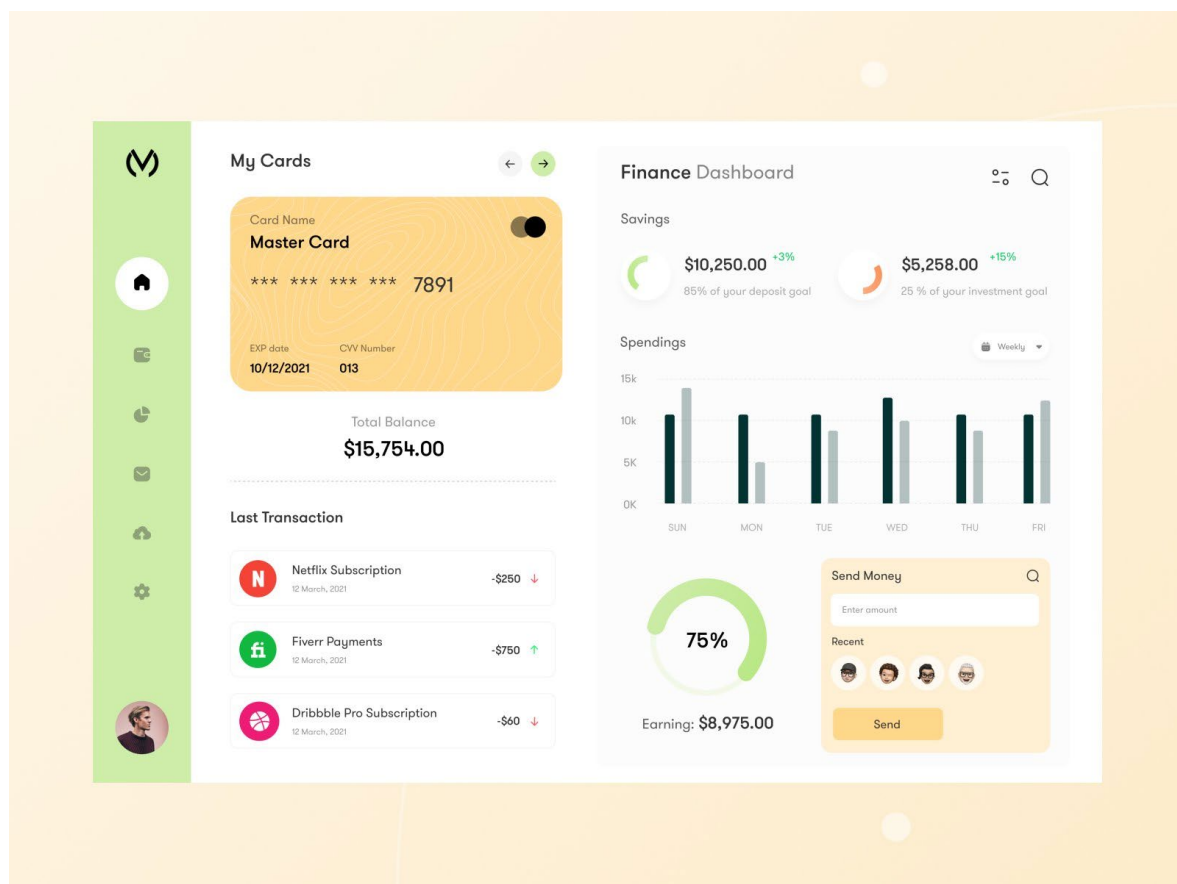 My Cards
Card Name
Master Card
*** *** *** *** 7891
EXP date CVV Number
10/12/2021 013
Total Balance
$15,754.00
Last Transaction
N
Netflix Subscription
12 March, 2021
-$250
fi
Fiverr Payments
12 March, 2021
-$750
Dribbble Pro Subscription
12 March, 2021
-$60
Finance Dashboard
Savings
$10,250.00 +3%
85% of your deposit goal
$5,258.00 +15%
25 % of your investment goal
Spendings
Weekly
15k
10k
5K
0K
SUN MON TUE WED THU FRI
75%
Earning: $8,975.00
Send Money
Enter amount
Recent
Send